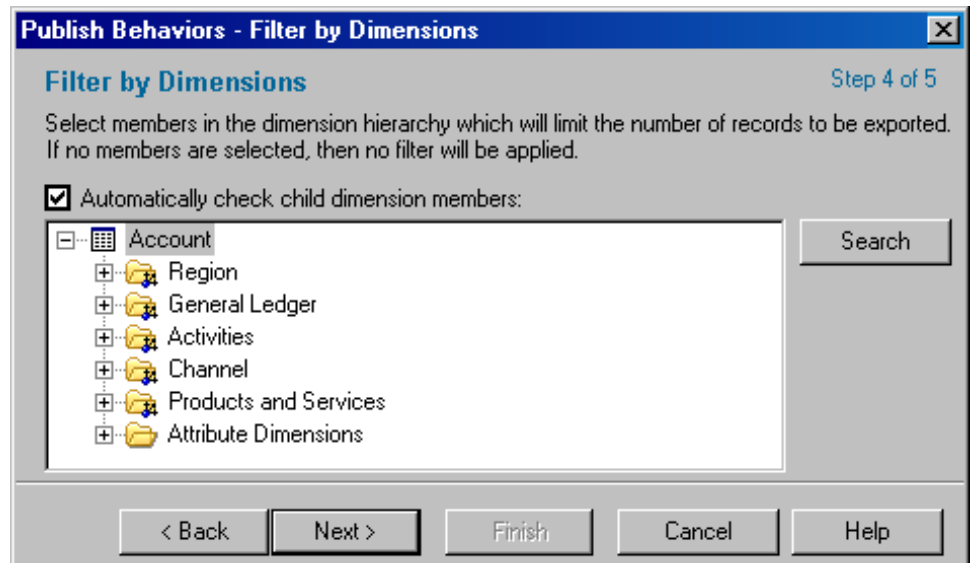 Publish Behaviors - Filter by Dimensions
Filter by Dimensions
Step 4 of 5
Select members in the dimension hierarchy which will limit the number of records to be exported.
If no members are selected, then no filter will be applied.
Automatically check child dimension members:
Account
Search
Region
General Ledger
Activities
Channel
Products and Services
Attribute Dimensions
< Back
Next >
Finish
Cancel
Help